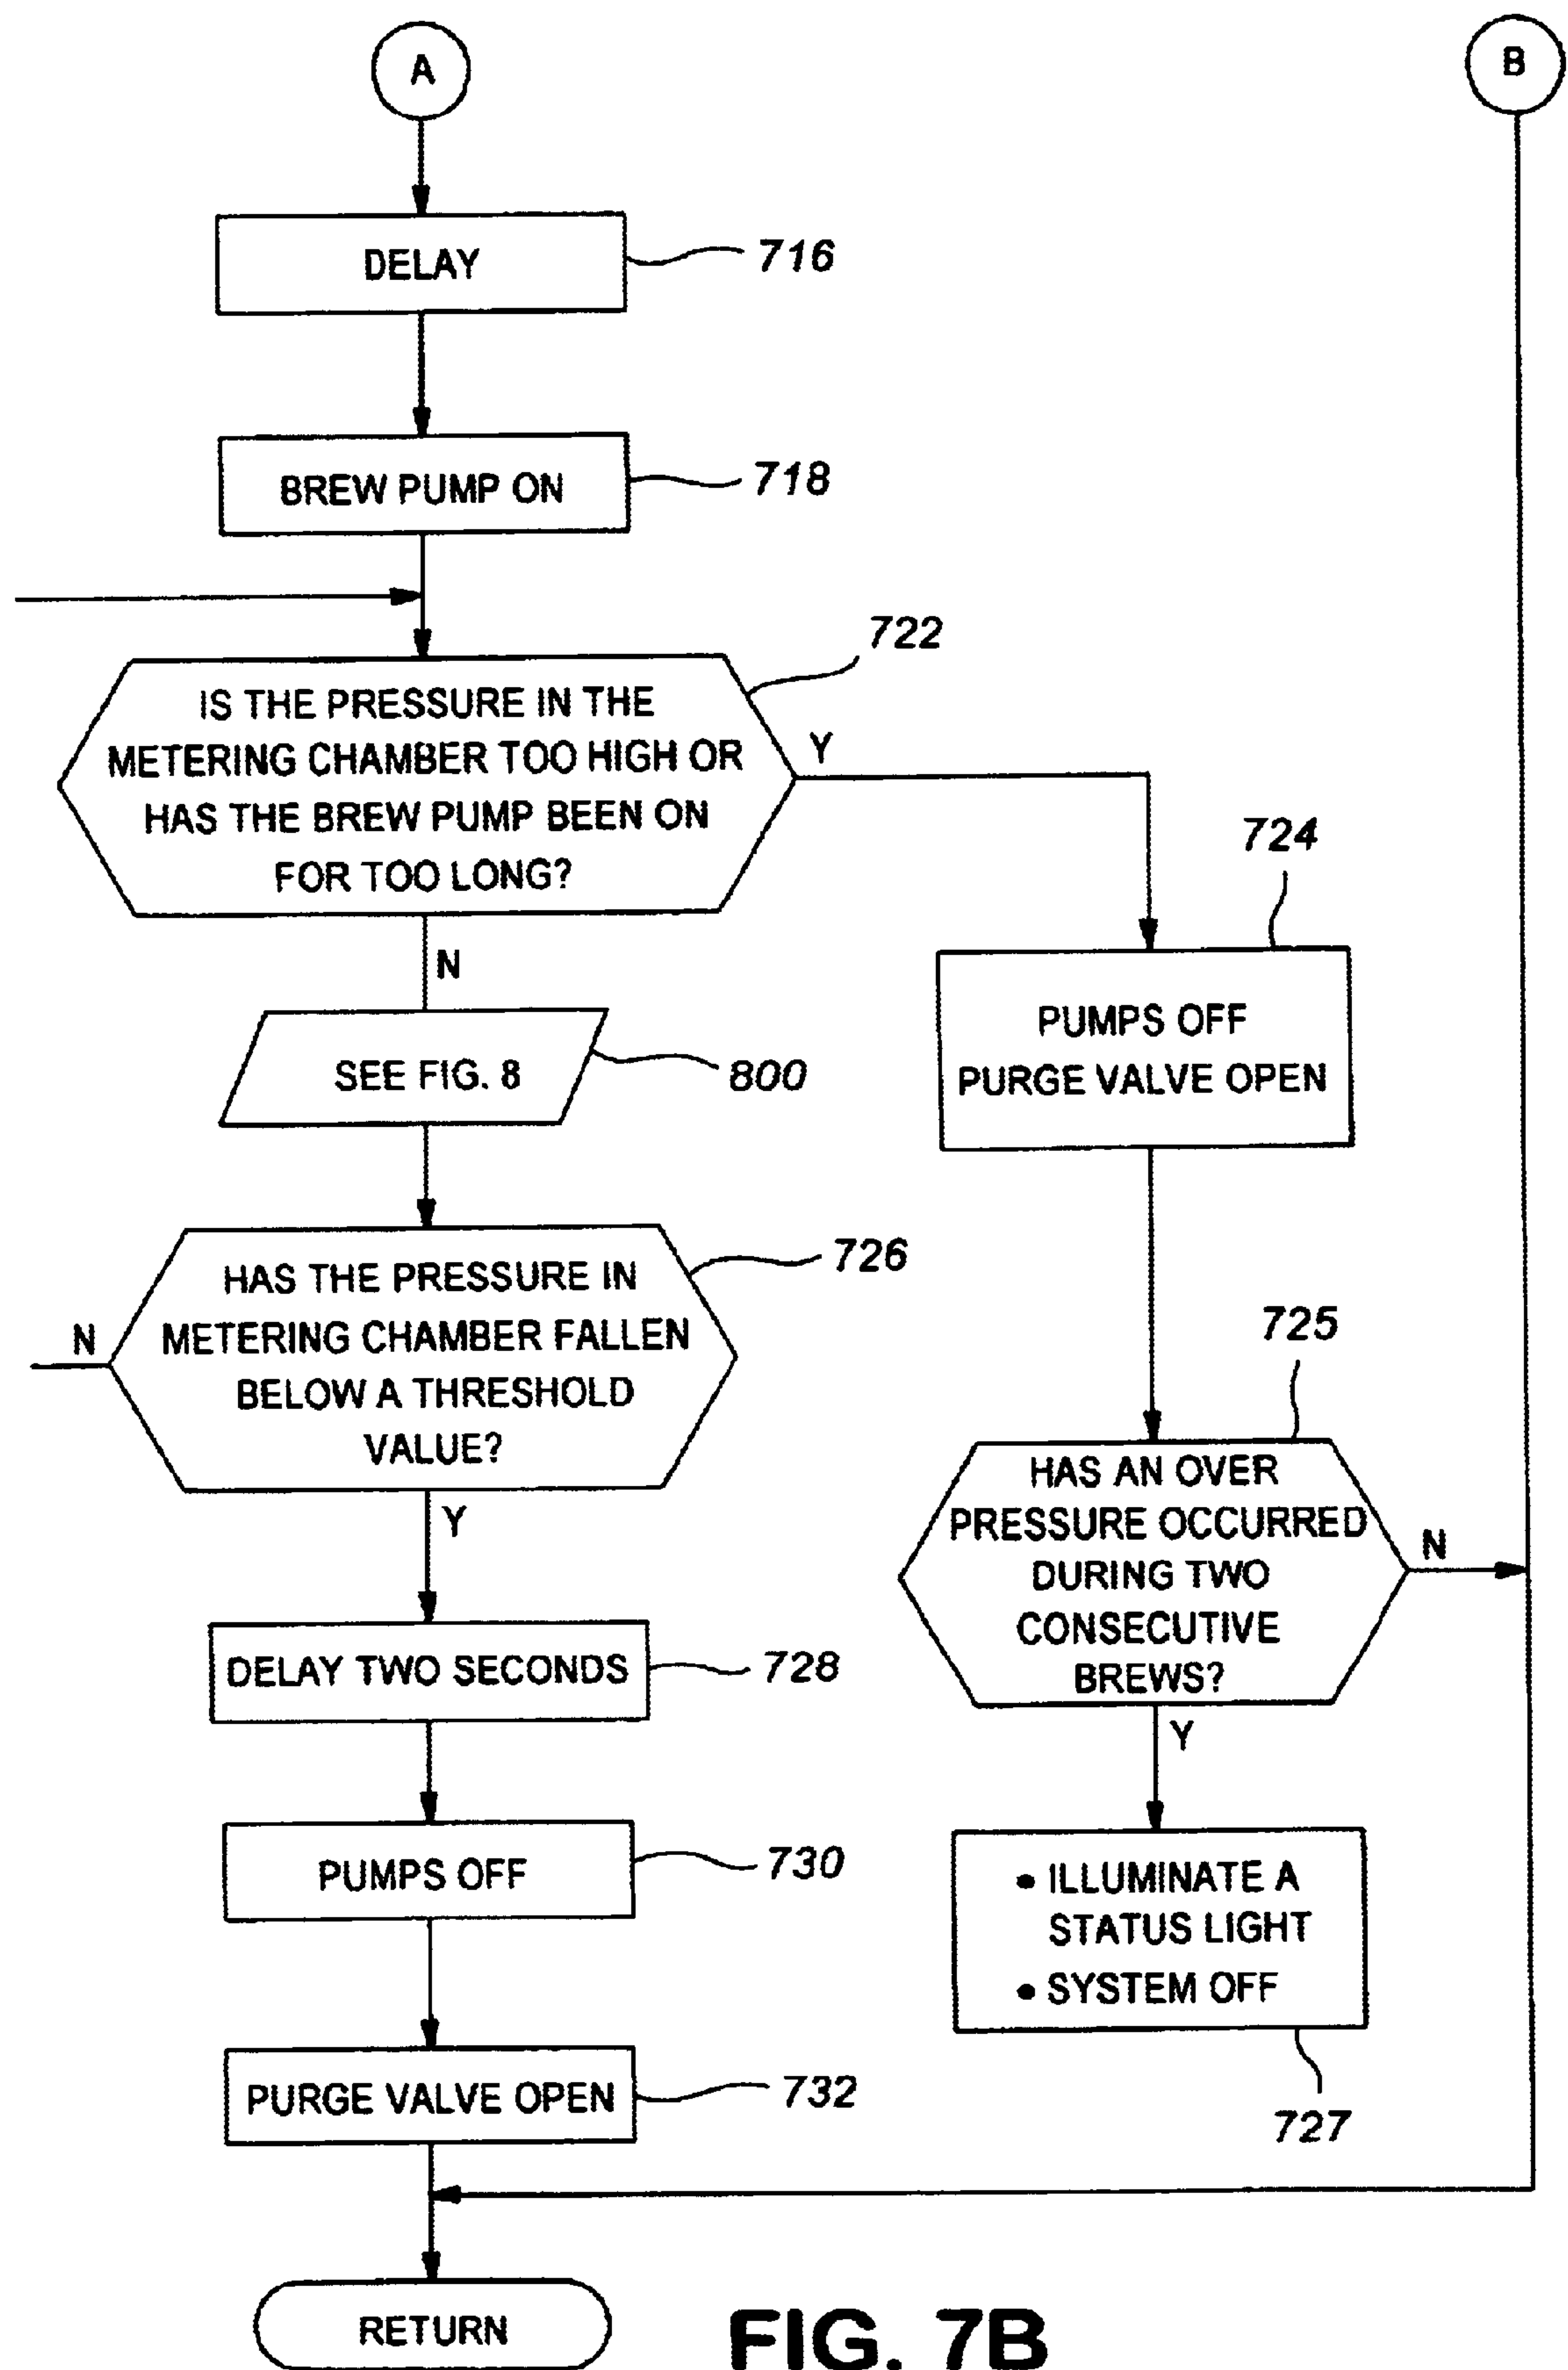 A
B
DELAY
716
BREW PUMP ON
718
722
IS THE PRESSURE IN THE
METERING CHAMBER TOO HIGH OR
HAS THE BREW PUMP BEEN ON
FOR TOO LONG?
Y
N
724
PUMPS OFF
PURGE VALVE OPEN
SEE FIG. 8
800
726
HAS THE PRESSURE IN
METERING CHAMBER FALLEN
BELOW A THRESHOLD
VALUE?
N
Y
725
HAS AN OVER
PRESSURE OCCURRED
DURING TWO
CONSECUTIVE
BREWS?
N
Y
DELAY TWO SECONDS
728
PUMPS OFF
730
• ILLUMINATE A
STATUS LIGHT
• SYSTEM OFF
727
PURGE VALVE OPEN
732
RETURN
FIG. 7B